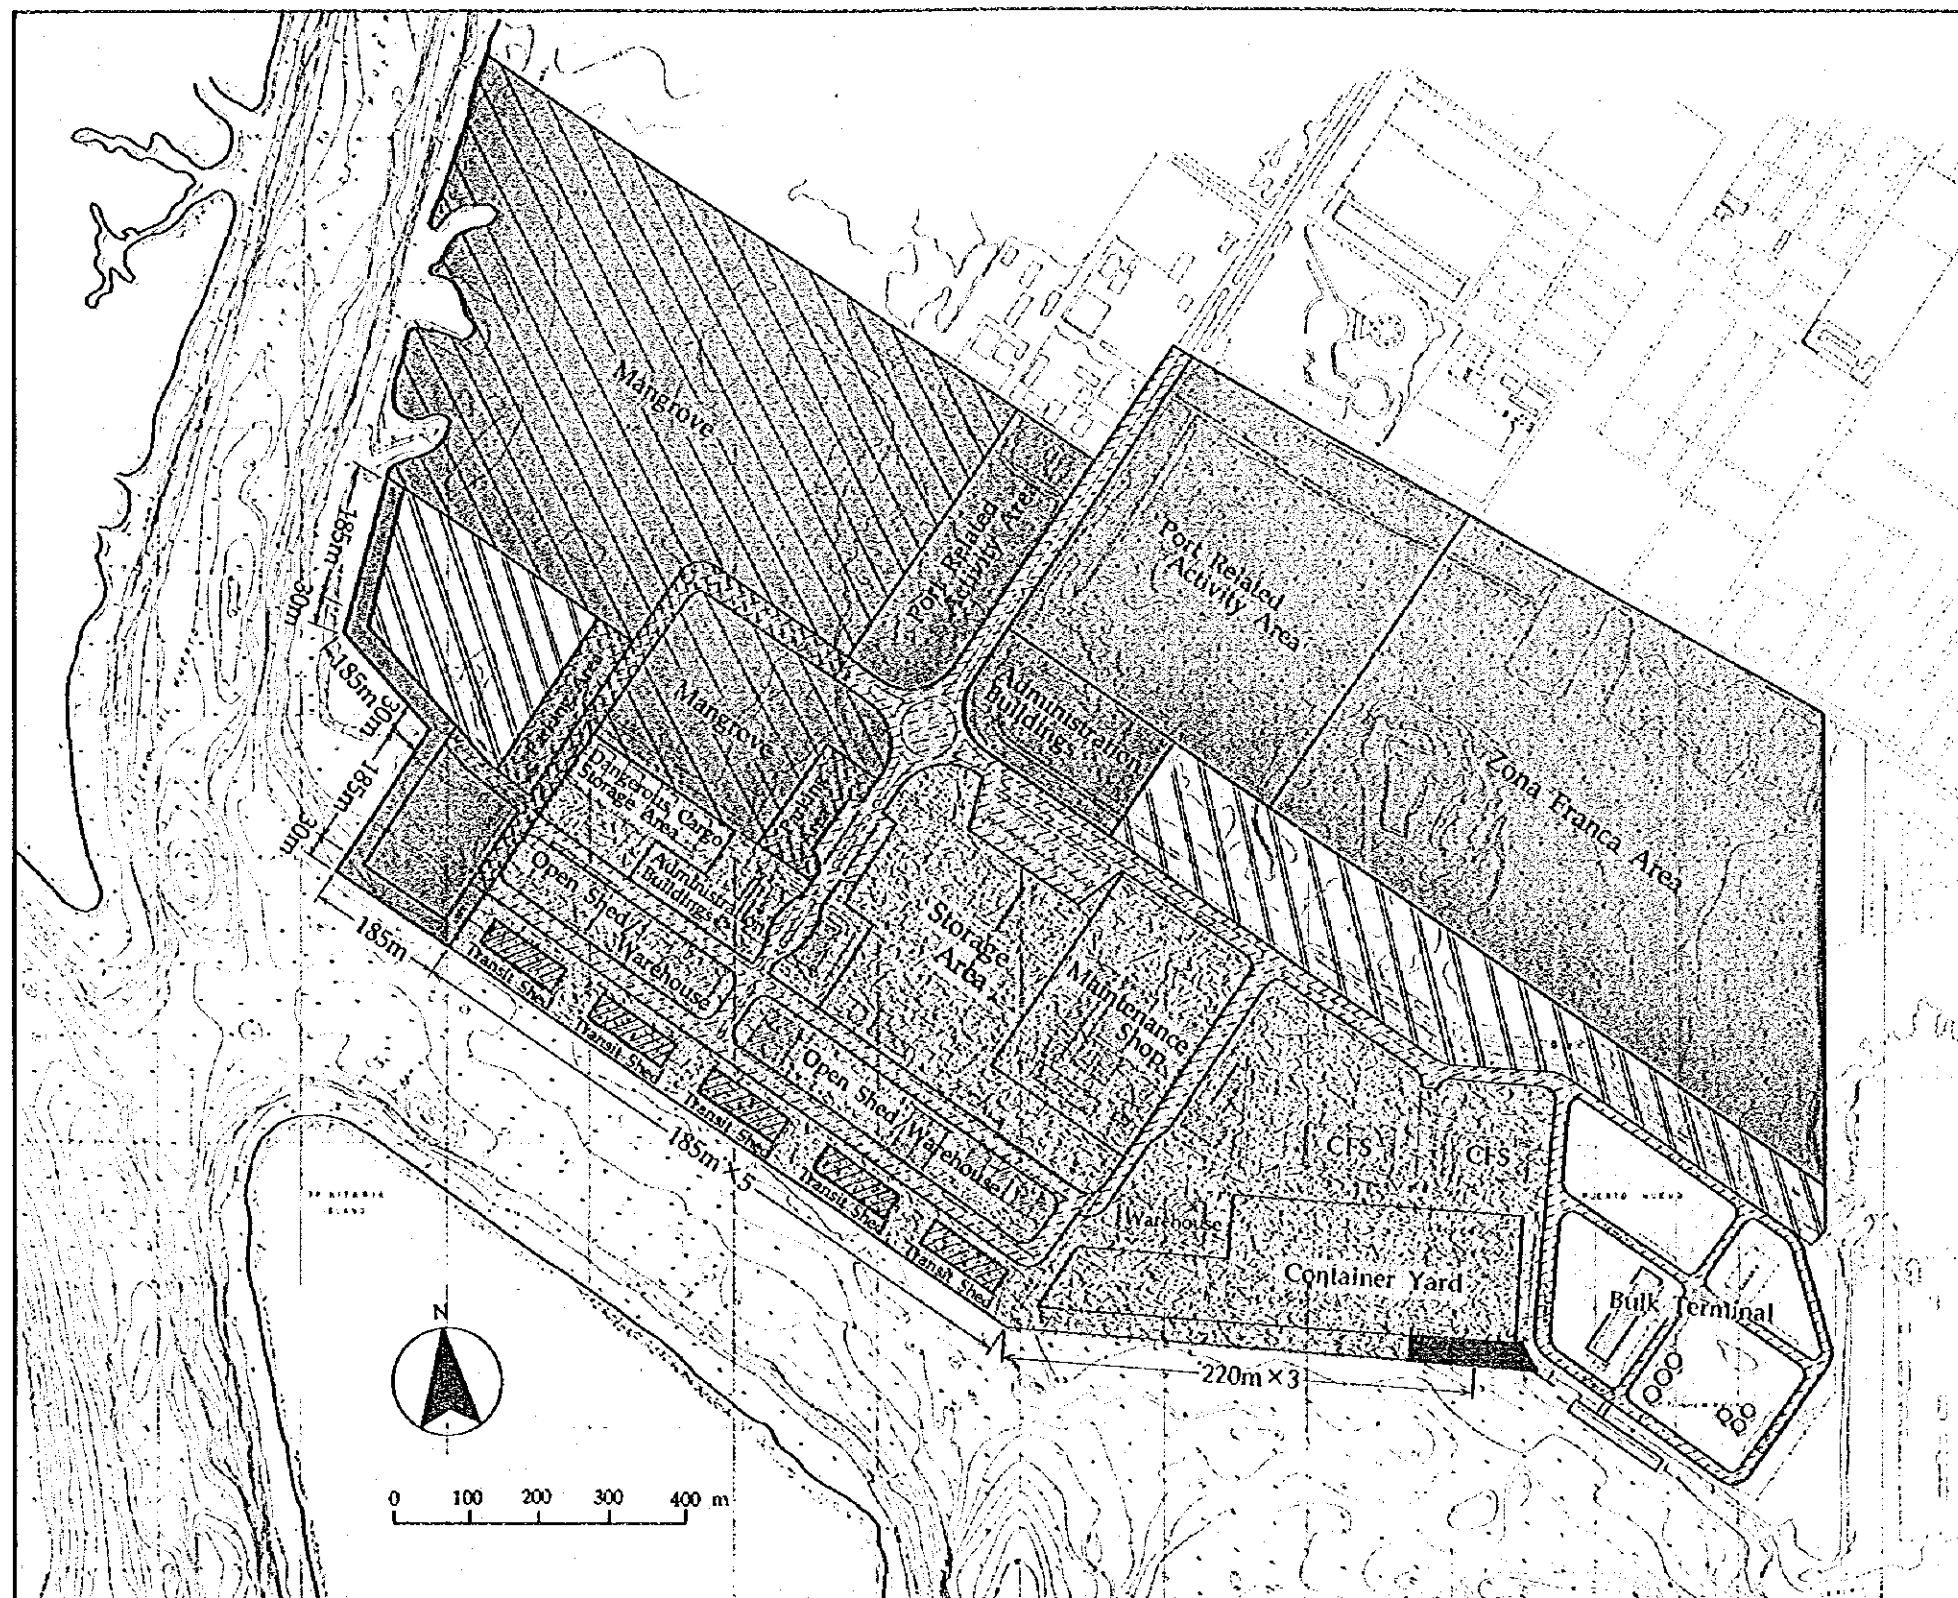 Mangrove
Port Related
Activity Area
Port Related
Activity Area
185m
30m
185m
30m
185m
30m
Mangrove
Administration
Buildings
Zona Franca Area
Dangerous Cargo
Storage Area
Administration
Buildings
Open Shed/
Warehouse
Storage
Area
Maintenance
Shop
Open Shed/Warehouse
185m
Transit Shed
Transit Shed
Transit Shed
Transit Shed
Transit Shed
185m×5
CFS
CFS
Warehouse
Container Yard
PUERTO NUEVO
Bulk Terminal
220m×3
N
0 100 200 300 400 m